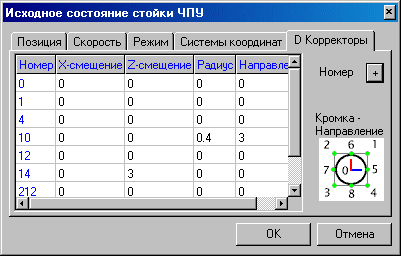 Исходное состояние стойки ЧПУ
Позиция Скорость Режим Системы координат D Корректоры
Номер X-смещение Z-смещение Радиус Направле
0 0 0 0 0
1 0 0 0 0
4 0 0 0 0
10 0 0 0.4 3
12 0 0 0 0
14 0 3 0 0
212 0 0 0 0
Номер +
Кромка -
Направление
2 6 1
7 0 5
3 8 4
OK Отмена